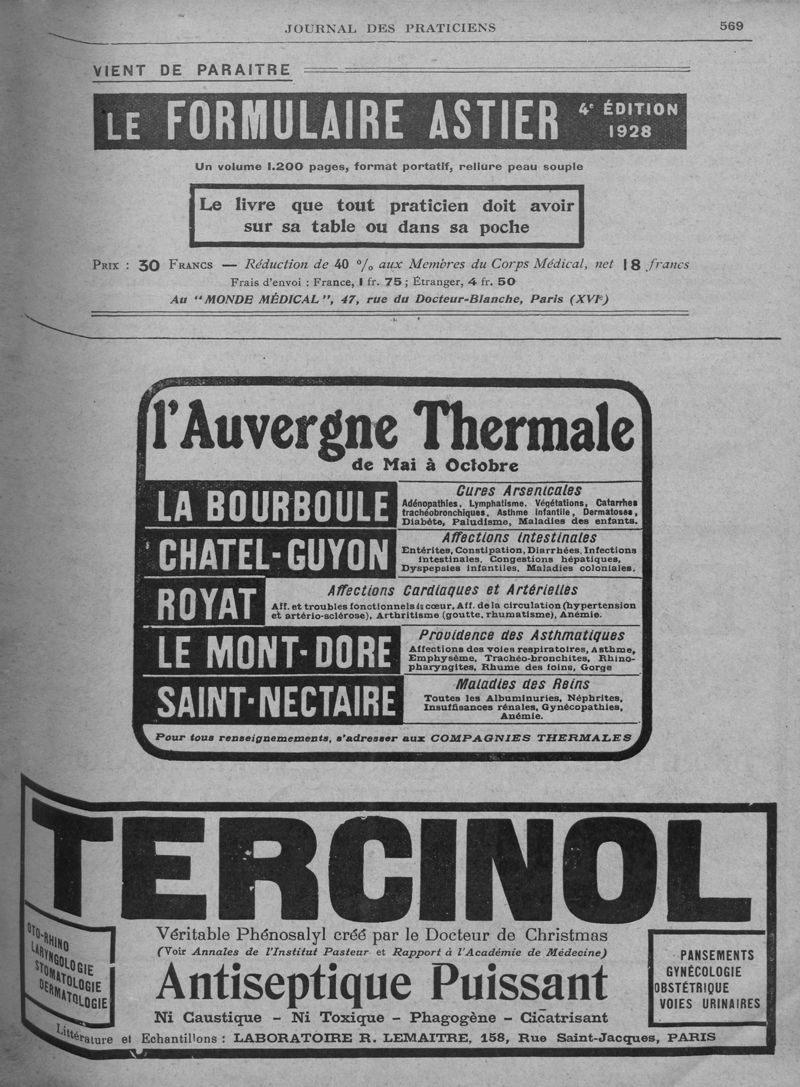 JOURNAL DES PRATICIENS 569
VIENT DE PARAITRE
LE FORMULAIRE ASTIER 4e ÉDITION 1928
Un volume 1.200 pages, format portatif, reliure peau souple
Le livre que tout praticien doit avoir
sur sa table ou dans sa poche
PRIX : 30 FRANCS — Réduction de 40 % aux Membres du Corps Médical, net 18 francs
Frais d'envoi : France, 1 fr. 75 ; Étranger, 4 fr. 50
Au "MONDE MÉDICAL", 47, rue du Docteur-Blanche, Paris (XVIe)
l'Auvergne Thermale
de Mai à Octobre
LA BOURBOULE
Cures Arsenicales
Adénopathies, Lymphatisme, Végétations, Catarrhes
trachéobronchiques, Asthme infantile, Dermatoses,
Diabète, Paludisme, Maladies des enfants.
CHATEL-GUYON
Affections Intestinales
Entérites, Constipation, Diarrhées, Infections
intestinales, Congestions hépatiques,
Dyspepsies infantiles, Maladies coloniales.
ROYAT
Affections Cardiaques et Artérielles
Aff. et troubles fonctionnels du cœur, Aff. de la circulation (hypertension
et artério-sclérose), Arthritisme (goutte, rhumatisme), Anémie.
LE MONT-DORE
Providence des Asthmatiques
Affections des voies respiratoires, Asthme,
Emphysème, Trachéo-bronchites, Rhino-
pharyngites, Rhume des foins, Gorge
SAINT-NECTAIRE
Maladies des Reins
Toutes les Albuminuries, Néphrites,
Insuffisances rénales, Gynécopathies,
Anémie.
Pour tous renseignemements, s'adresser aux COMPAGNIES THERMALES
TERCINOL
Véritable Phénosalyl créé par le Docteur de Christmas
(Voir Annales de l'Institut Pasteur et Rapport à l'Académie de Médecine)
OTO-RHINO
LARYNGOLOGIE
STOMATOLOGIE
DERMATOLOGIE
Antiseptique Puissant
Ni Caustique - Ni Toxique - Phagogène - Cicatrisant
PANSEMENTS
GYNÉCOLOGIE
OBSTÉTRIQUE
VOIES URINAIRES
Littérature et Echantillons : LABORATOIRE R. LEMAITRE, 158, Rue Saint-Jacques, PARIS